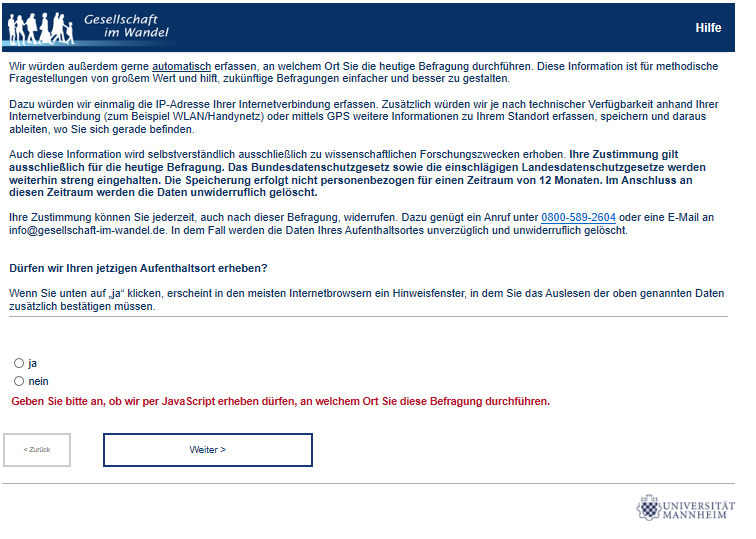 Gesellschaft
im Wandel
Hilfe
Wir würden außerdem gerne automatisch erfassen, an welchem Ort Sie die heutige Befragung durchführen. Diese Information ist für methodische
Fragestellungen von großem Wert und hilft, zukünftige Befragungen einfacher und besser zu gestalten.
Dazu würden wir einmalig die IP-Adresse Ihrer Internetverbindung erfassen. Zusätzlich würden wir je nach technischer Verfügbarkeit anhand Ihrer
Internetverbindung (zum Beispiel WLAN/Handynetz) oder mittels GPS weitere Informationen zu Ihrem Standort erfassen, speichern und daraus
ableiten, wo Sie sich gerade befinden.
Auch diese Information wird selbstverständlich ausschließlich zu wissenschaftlichen Forschungszwecken erhoben. Ihre Zustimmung gilt
ausschließlich für die heutige Befragung. Das Bundesdatenschutzgesetz sowie die einschlägigen Landesdatenschutzgesetze werden
weiterhin streng eingehalten. Die Speicherung erfolgt nicht personenbezogen für einen Zeitraum von 12 Monaten. Im Anschluss an
diesen Zeitraum werden die Daten unwiderruflich gelöscht.
Ihre Zustimmung können Sie jederzeit, auch nach dieser Befragung, widerrufen. Dazu genügt ein Anruf unter 0800-589-2604 oder eine E-Mail an
info@gesellschaft-im-wandel.de. In dem Fall werden die Daten Ihres Aufenthaltsortes unverzüglich und unwiderruflich gelöscht.
Dürfen wir Ihren jetzigen Aufenthaltsort erheben?
Wenn Sie unten auf „ja“ klicken, erscheint in den meisten Internetbrowsern ein Hinweisfenster, in dem Sie das Auslesen der oben genannten Daten
zusätzlich bestätigen müssen.
ja
nein
Geben Sie bitte an, ob wir per JavaScript erheben dürfen, an welchem Ort Sie diese Befragung durchführen.
< Zurück
Weiter >
UNIVERSITÄT
MANNHEIM